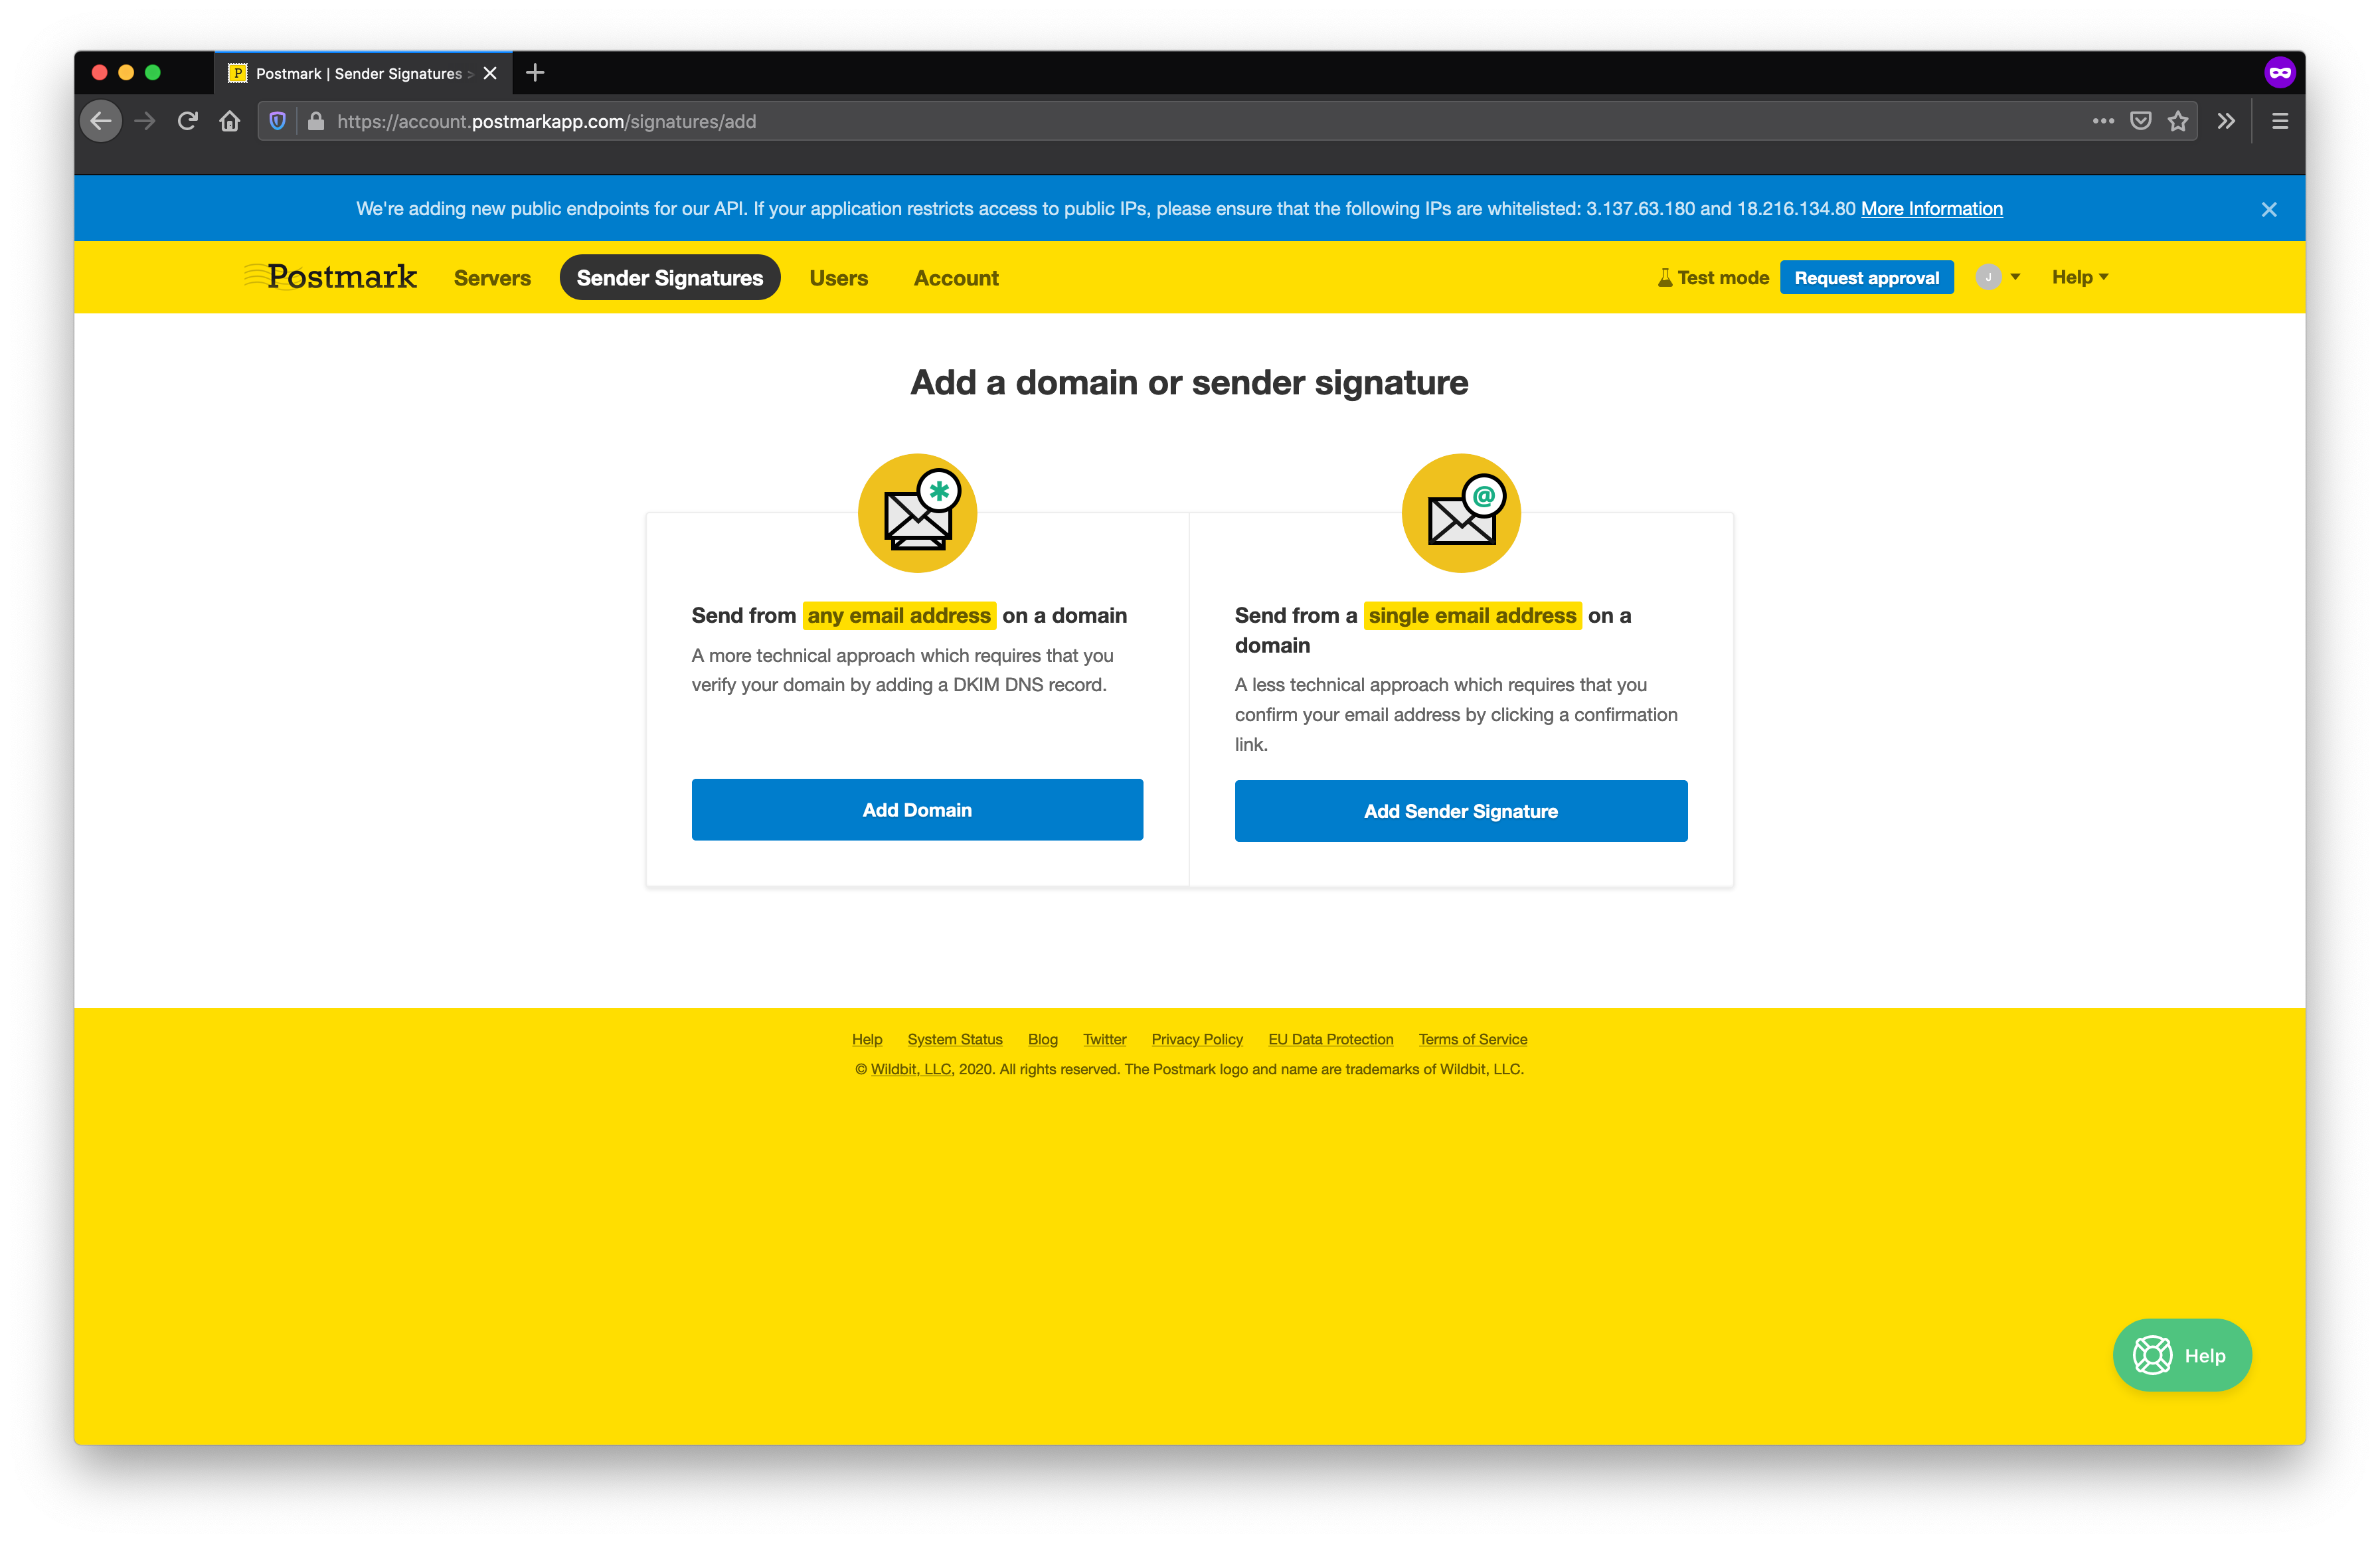 P Postmark | Sender Signatures >
https://account.postmarkapp.com/signatures/add
We're adding new public endpoints for our API. If your application restricts access to public IPs, please ensure that the following IPs are whitelisted: 3.137.63.180 and 18.216.134.80 More Information
Postmark Servers Sender Signatures Users Account Test mode Request approval J Help
Add a domain or sender signature
* @
Send from any email address on a domain
A more technical approach which requires that you
verify your domain by adding a DKIM DNS record.
Add Domain
Send from a single email address on a
domain
A less technical approach which requires that you
confirm your email address by clicking a confirmation
link.
Add Sender Signature
Help System Status Blog Twitter Privacy Policy EU Data Protection Terms of Service
© Wildbit, LLC, 2020. All rights reserved. The Postmark logo and name are trademarks of Wildbit, LLC.
Help